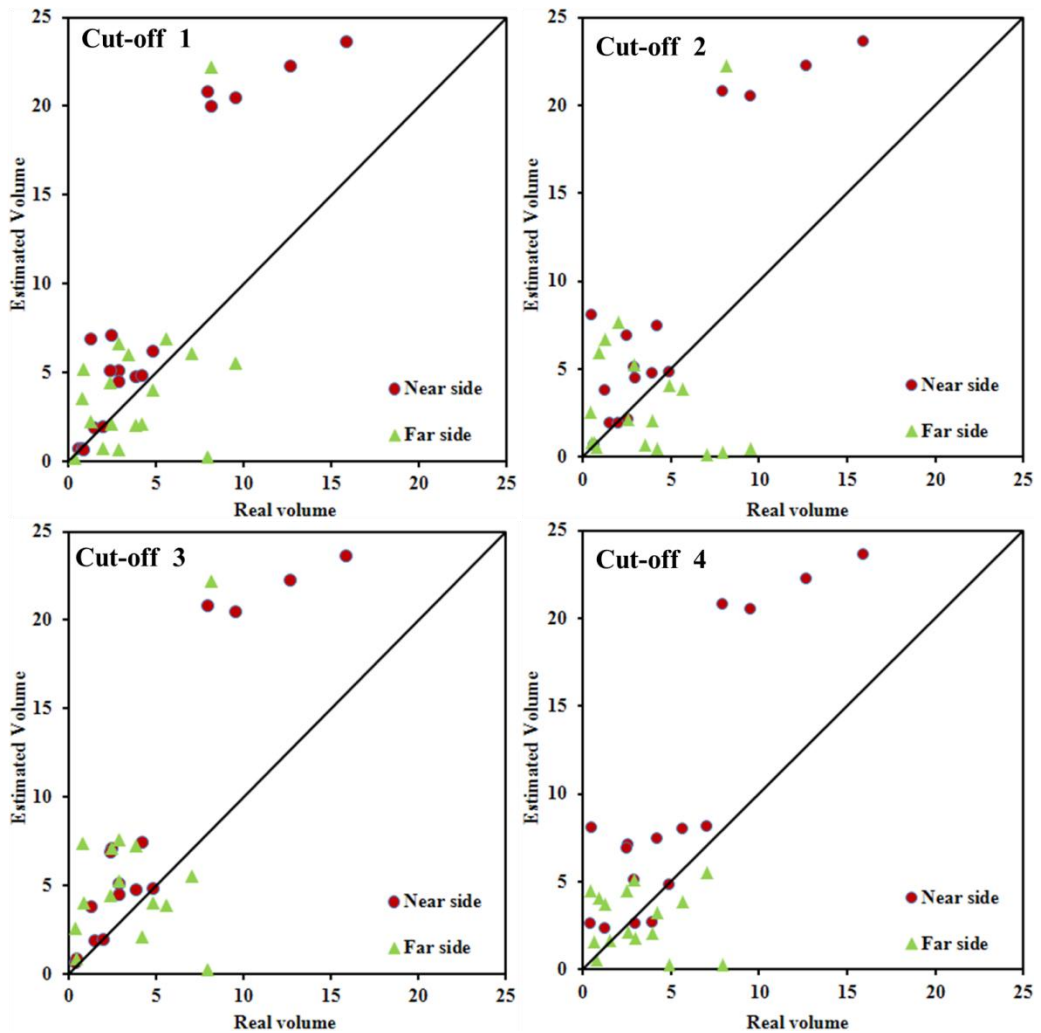 Cut-off 1
25
20
15
10
5
0
Estimated Volume
Near side
Far side
0 5 10 15 20 25
Real volume
Cut-off 2
25
20
15
10
5
0
Estimated Volume
Near side
Far side
0 5 10 15 20 25
Real volume
Cut-off 3
25
20
15
10
5
0
Estimated Volume
Near side
Far side
0 5 10 15 20 25
Real volume
Cut-off 4
25
20
15
10
5
0
Estimated Volume
Near side
Far side
0 5 10 15 20 25
Real volume